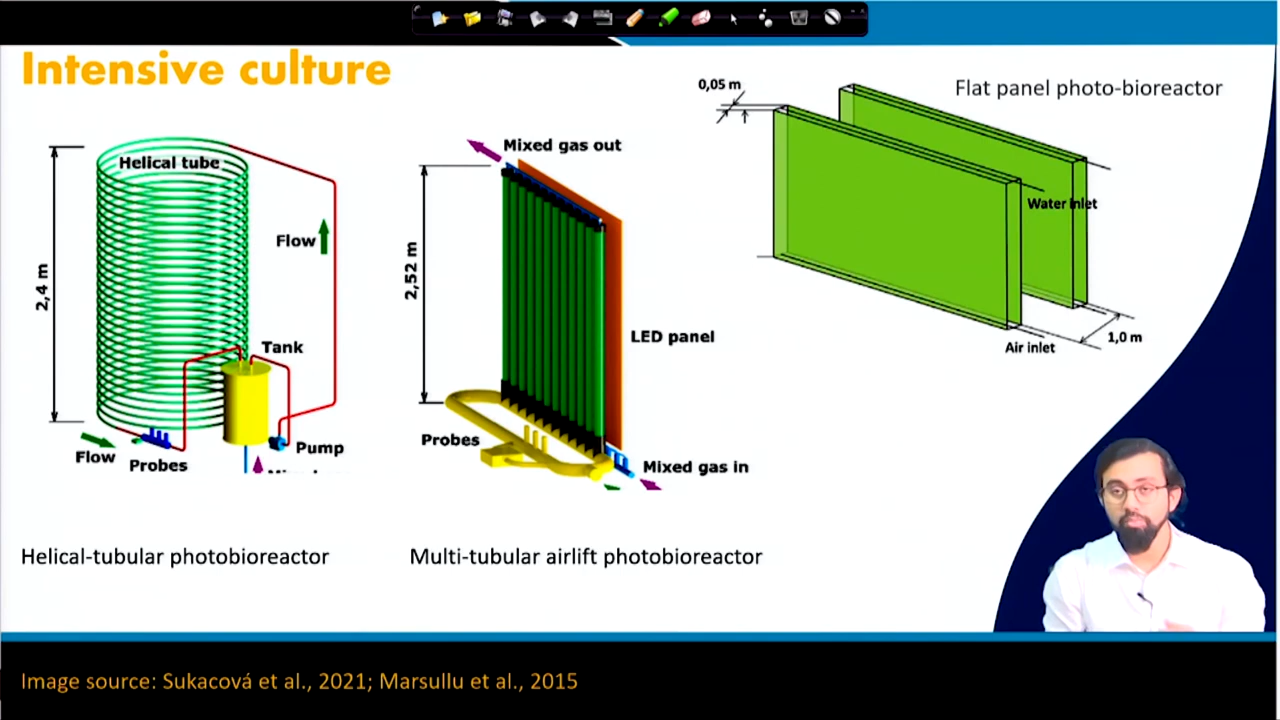 Intensive culture
Helical tube
2,4 m
Flow
Tank
Pump
Flow
Probes
Helical-tubular photobioreactor
Mixed gas out
2,52 m
LED panel
Probes
Mixed gas in
Multi-tubular airlift photobioreactor
Flat panel photo-bioreactor
0,05 m
Water inlet
Air inlet
1,0 m
Image source: Sukacová et al., 2021; Marsullu et al., 2015